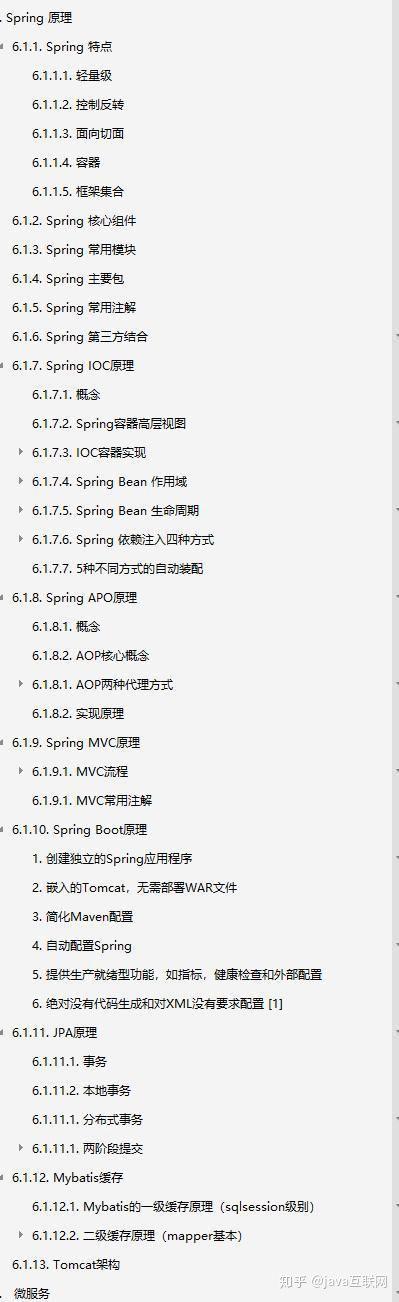 . Spring 原理
6.1.1. Spring 特点
6.1.1.1. 轻量级
6.1.1.2. 控制反转
6.1.1.3. 面向切面
6.1.1.4. 容器
6.1.1.5. 框架集合
6.1.2. Spring 核心组件
6.1.3. Spring 常用模块
6.1.4. Spring 主要包
6.1.5. Spring 常用注解
6.1.6. Spring 第三方结合
6.1.7. Spring IOC原理
6.1.7.1. 概念
6.1.7.2. Spring容器高层视图
6.1.7.3. IOC容器实现
6.1.7.4. Spring Bean 作用域
6.1.7.5. Spring Bean 生命周期
6.1.7.6. Spring 依赖注入四种方式
6.1.7.7. 5种不同方式的自动装配
6.1.8. Spring APO原理
6.1.8.1. 概念
6.1.8.2. AOP核心概念
6.1.8.1. AOP两种代理方式
6.1.8.2. 实现原理
6.1.9. Spring MVC原理
6.1.9.1. MVC流程
6.1.9.1. MVC常用注解
6.1.10. Spring Boot原理
1. 创建独立的Spring应用程序
2. 嵌入的Tomcat，无需部署WAR文件
3. 简化Maven配置
4. 自动配置Spring
5. 提供生产就绪型功能，如指标，健康检查和外部配置
6. 绝对没有代码生成和对XML没有要求配置 [1]
6.1.11. JPA原理
6.1.11.1. 事务
6.1.11.2. 本地事务
6.1.11.1. 分布式事务
6.1.11.1. 两阶段提交
6.1.12. Mybatis缓存
6.1.12.1. Mybatis的一级缓存原理（sqlsession级别）
6.1.12.2. 二级缓存原理（mapper基本）
6.1.13. Tomcat架构
. 微服务
知乎 @java互联网